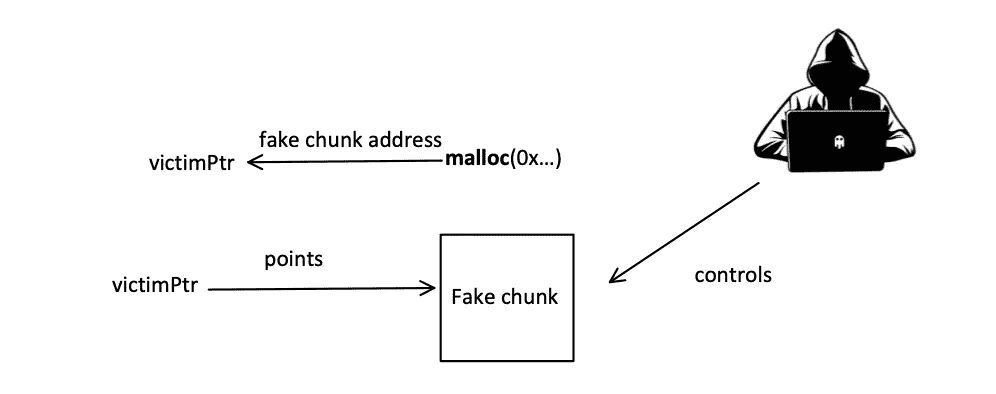 fake chunk address
victimPtr
malloc(0x...)
points
controls
victimPtr
Fake chunk